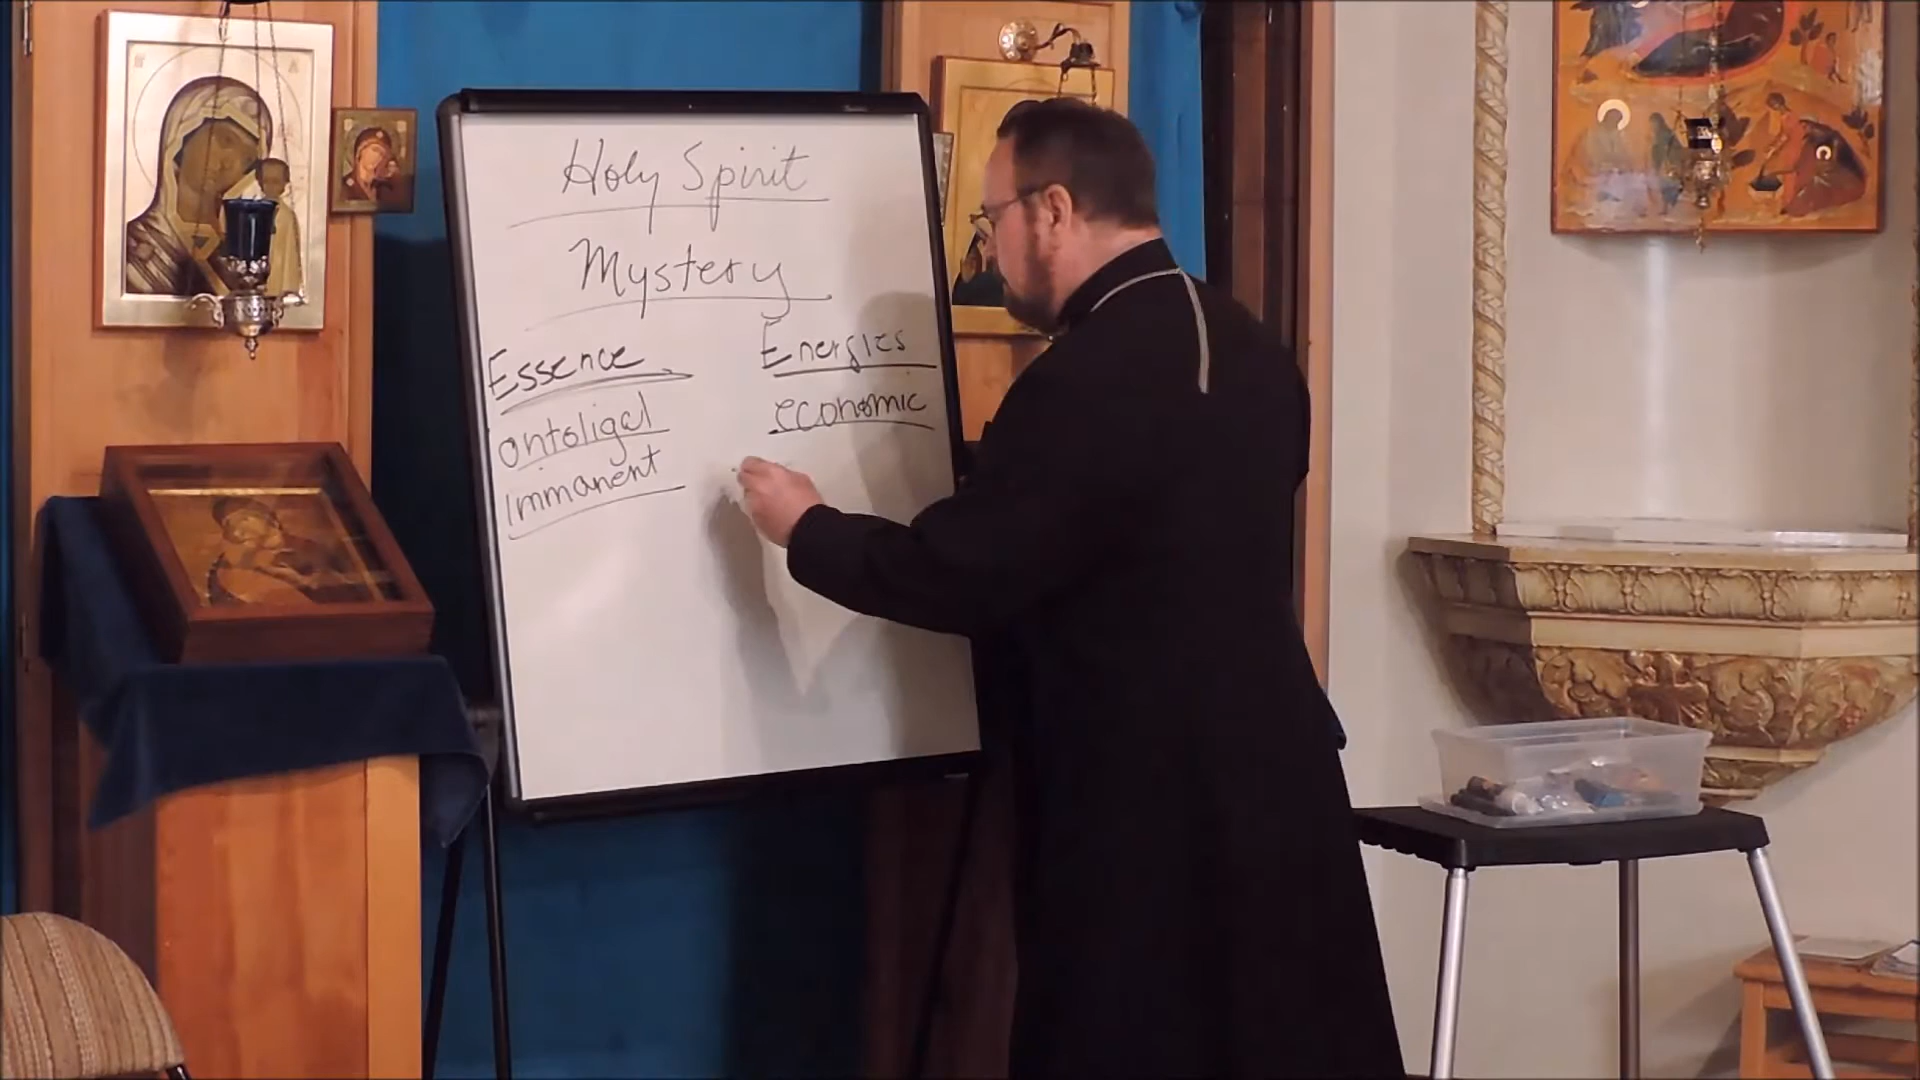 Holy Spirit
Mystery
Essence
Energies
ontoligal
economic
Immanent